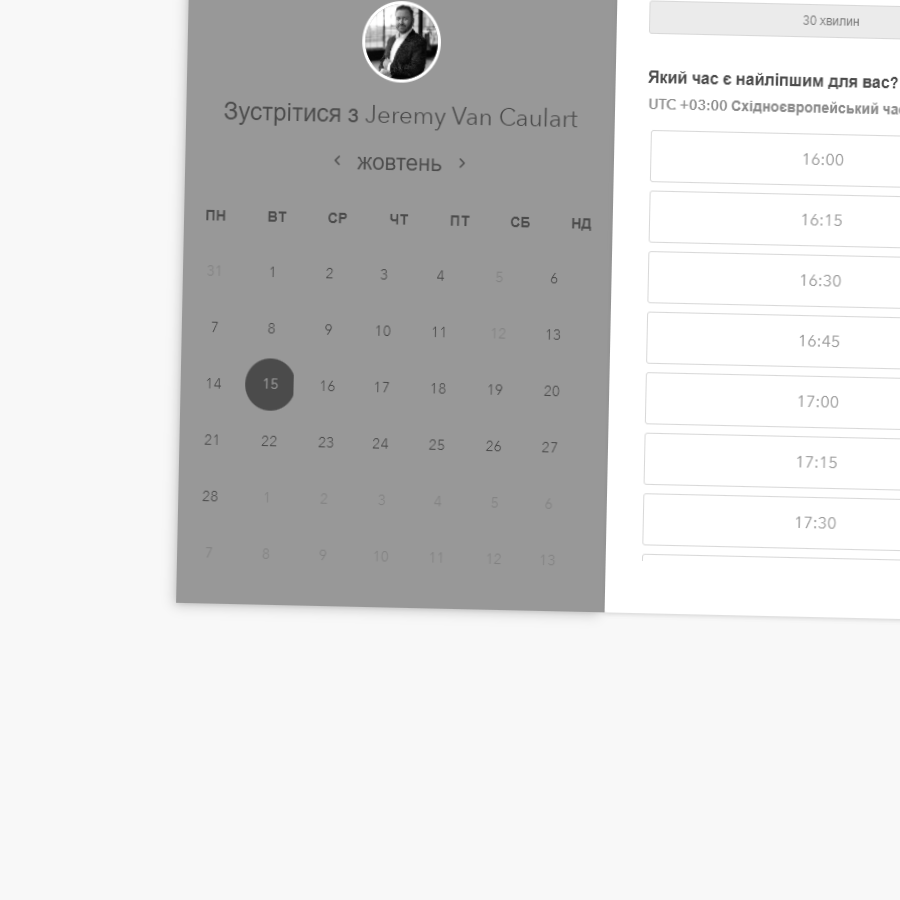 Зустрітися з Jeremy Van Caulart
жовтень
ПН ВТ СР ЧТ ПТ СБ НД
31 1 2 3 4 5 6
7 8 9 10 11 12 13
14 15 16 17 18 19 20
21 22 23 24 25 26 27
28 1 2 3 4 5 6
7 8 9 10 11 12 13
30 хвилин
Який час є найліпшим для вас?
UTC +03:00 Східноєвропейський
16:00
16:15
16:30
16:45
17:00
17:15
17:30